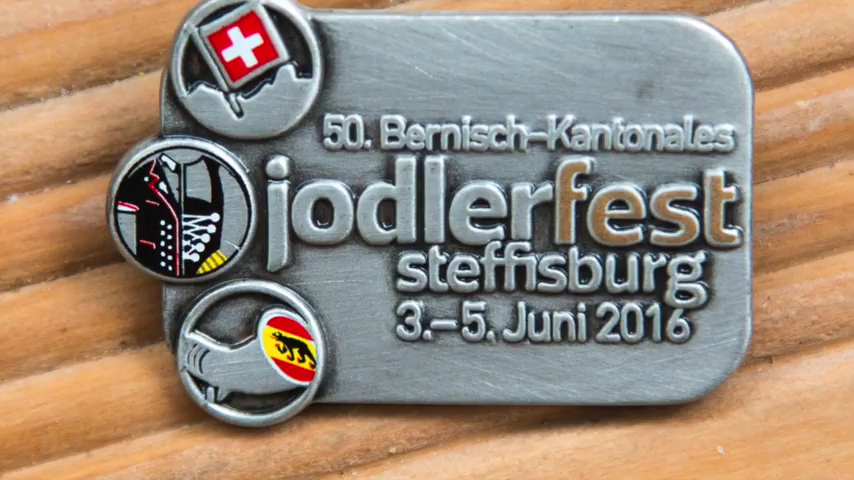 50. Bernisch-Kantonales
jodlerfest
steffisburg
3.-5. Juni 2016